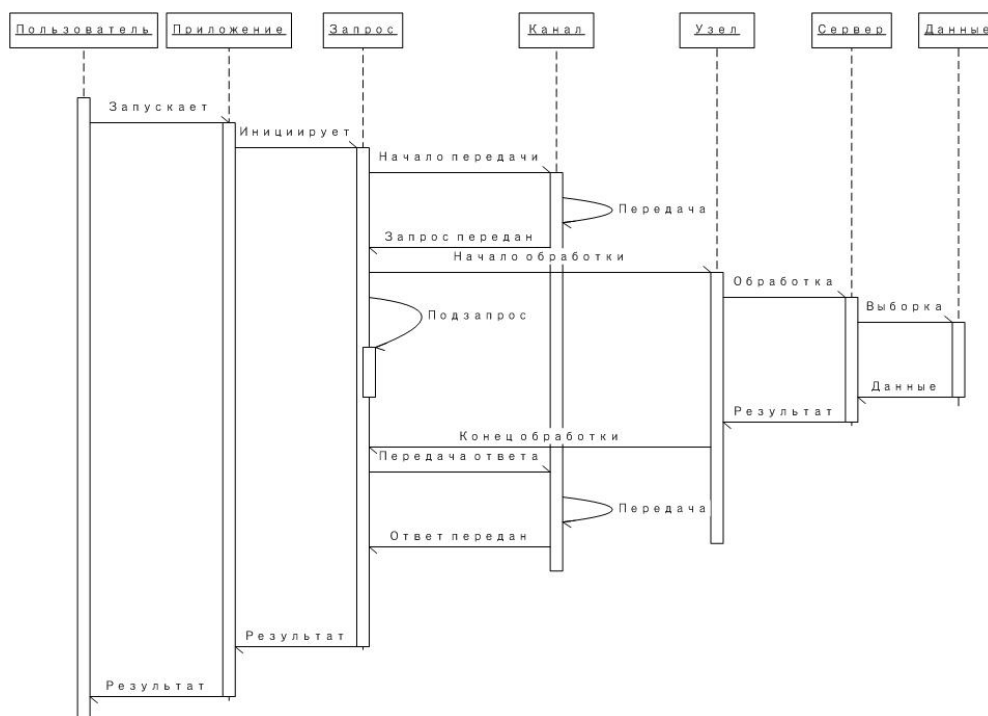 Пользователь Приложение Запрос Канал Узел Сервер Данные
Запускает
Инициирует
Начало передачи
Передача
Запрос передан
Начало обработки
Обработка
Выборка
Подзапрос
Данные
Результат
Конец обработки
Передача ответа
Передача
Ответ передан
Результат
Результат